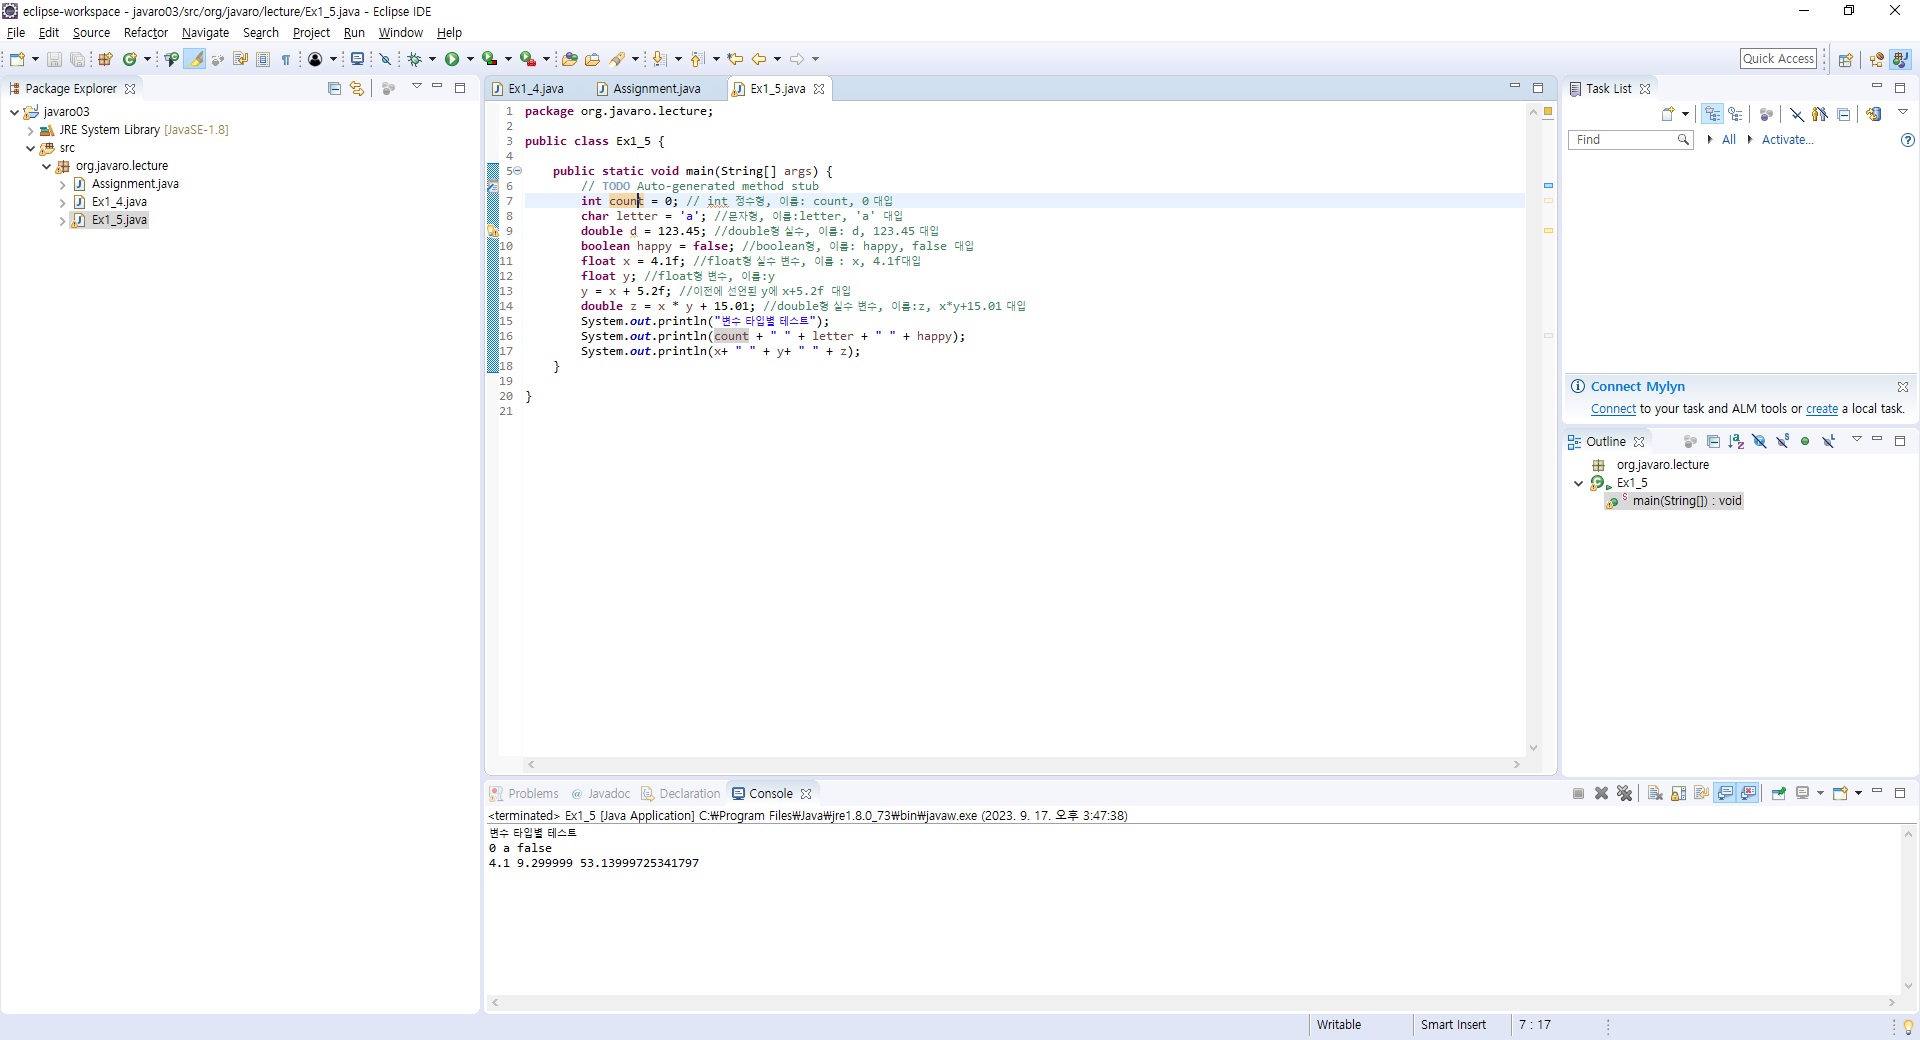 eclipse-workspace - javaro03/src/org/javaro/lecture/Ex1_5.java - Eclipse IDE
File Edit Source Refactor Navigate Search Project Run Window Help
Quick Access
Package Explorer
javaro03
JRE System Library [JavaSE-1.8]
src
org.javaro.lecture
Assignment.java
Ex1_4.java
Ex1_5.java
Ex1_4.java Assignment.java Ex1_5.java
1 package org.javaro.lecture;
2
3 public class Ex1_5 {
4
5 public static void main(String[] args) {
6 // TODO Auto-generated method stub
7 int count = 0; // int 정수형, 이름: count, 0 대입
8 char letter = 'a'; //문자형, 이름:letter, 'a' 대입
9 double d = 123.45; //double형 실수, 이름: d, 123.45 대입
10 boolean happy = false; //boolean형, 이름: happy, false 대입
11 float x = 4.1f; //float형 실수 변수, 이름 : x, 4.1f대입
12 float y; //float형 변수, 이름:y
13 y = x + 5.2f; //이전에 선언된 y에 x+5.2f 대입
14 double z = x * y + 15.01; //double형 실수 변수, 이름:z, x*y+15.01 대입
15 System.out.println("변수 타입별 테스트");
16 System.out.println(count + " " + letter + " " + happy);
17 System.out.println(x+ " " + y+ " " + z);
18 }
19
20 }
21
Task List
Find All Activate...
Connect Mylyn
Connect to your task and ALM tools or create a local task.
Outline
org.javaro.lecture
Ex1_5
main(String[]) : void
Problems Javadoc Declaration Console
<terminated> Ex1_5 [Java Application] C:₩Program Files₩Java₩jre1.8.0_73₩bin₩javaw.exe (2023. 9. 17. 오후 3:47:38)
변수 타입별 테스트
0 a false
4.1 9.299999 53.13999725341797
Writable Smart Insert 7 : 17